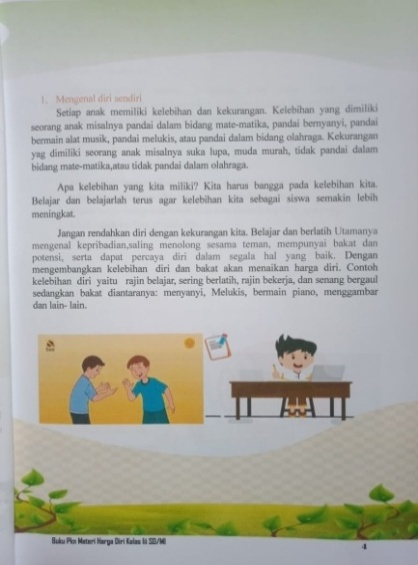 1. Mengenal diri sendiri
Setiap anak memiliki kelebihan dan kekurangan. Kelebihan yang dimiliki
seorang anak misalnya pandai dalam bidang mate-matika, pandai bernyanyi, pandai
bermain alat musik, pandai melukis, atau pandai dalam bidang olahraga. Kekurangan
yag dimiliki seorang anak misalnya suka lupa, muda murah, tidak pandai dalam
bidang mate-matika,atau tidak pandai dalam olahraga.
Apa kelebihan yang kita miliki? Kita harus bangga pada kelebihan kita.
Belajar dan belajarlah terus agar kelebihan kita sebagai siswa semakin lebih
meningkat.
Jangan rendahkan diri dengan kekurangan kita. Belajar dan berlatih Utamanya
mengenal kepribadian,saling menolong sesama teman, mempunyai bakat dan
potensi, serta dapat percaya diri dalam segala hal yang baik. Dengan
mengembangkan kelebihan diri dan bakat akan menaikan harga diri. Contoh
kelebihan diri yaitu rajin belajar, sering berlatih, rajin bekerja, dan senang bergaul
sedangkan bakat diantaranya: menyanyi, Melukis, bermain piano, menggambar
dan lain- lain.
Buku Pkn Materi Harga Diri Kelas III SD/MI
4